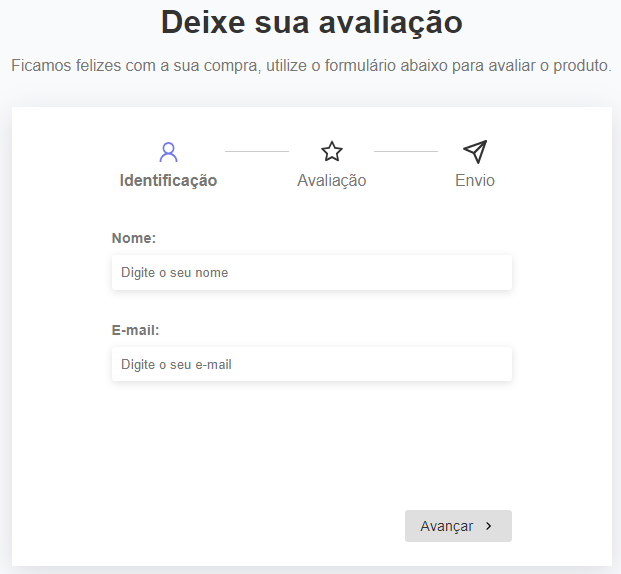 Deixe sua avaliação
Ficamos felizes com a sua compra, utilize o formulário abaixo para avaliar o produto.
Identificação Avaliação Envio
Nome:
Digite o seu nome
E-mail:
Digite o seu e-mail
Avançar